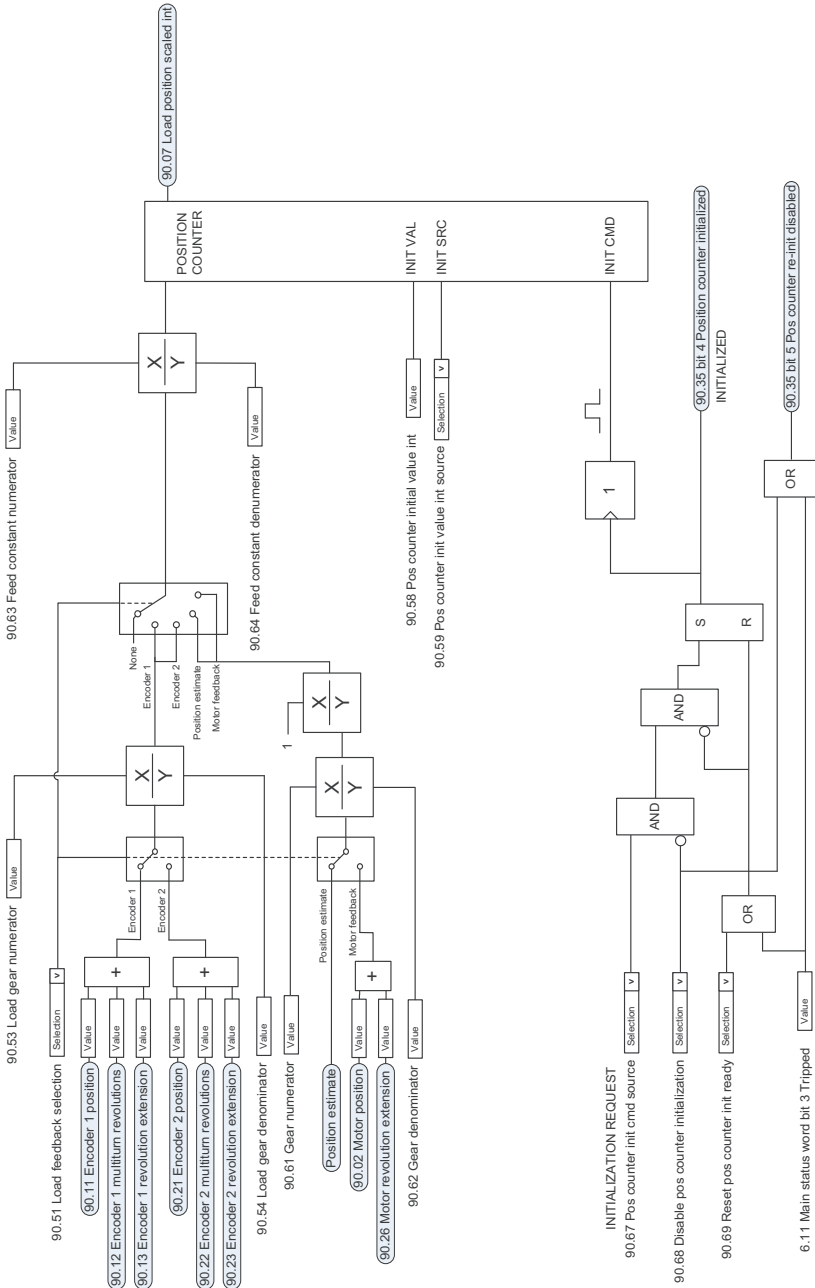 90.53 Load gear numerator Value
90.63 Feed constant numerator Value
90.51 Load feedback selection Selection v
90.11 Encoder 1 position Value
90.12 Encoder 1 multiturn revolutions Value
90.13 Encoder 1 revolution extension Value
+
Encoder 1
90.21 Encoder 2 position Value
90.22 Encoder 2 multiturn revolutions Value
90.23 Encoder 2 revolution extension Value
+
Encoder 2
90.54 Load gear denominator Value
X
Y
None
Encoder 1
Encoder 2
Position estimate
Motor feedback
X
Y
90.64 Feed constant denumerator Value
90.61 Gear numerator Value
Position estimate
Position estimate
90.02 Motor position Value
90.26 Motor revolution extension Value
+
Motor feedback
90.62 Gear denominator Value
X
Y
1
X
Y
POSITION
COUNTER
90.07 Load position scaled int
90.58 Pos counter initial value int Value
INIT VAL
90.59 Pos counter init value int source Selection v
INIT SRC
INIT CMD
1
INITIALIZATION REQUEST
90.67 Pos counter init cmd source Selection v
90.68 Disable pos counter initialization Selection v
90.69 Reset pos counter init ready Selection v
6.11 Main status word bit 3 Tripped Value
AND
AND
OR
S
R
90.35 bit 4 Position counter initialized
INITIALIZED
OR
90.35 bit 5 Pos counter re-init disabled